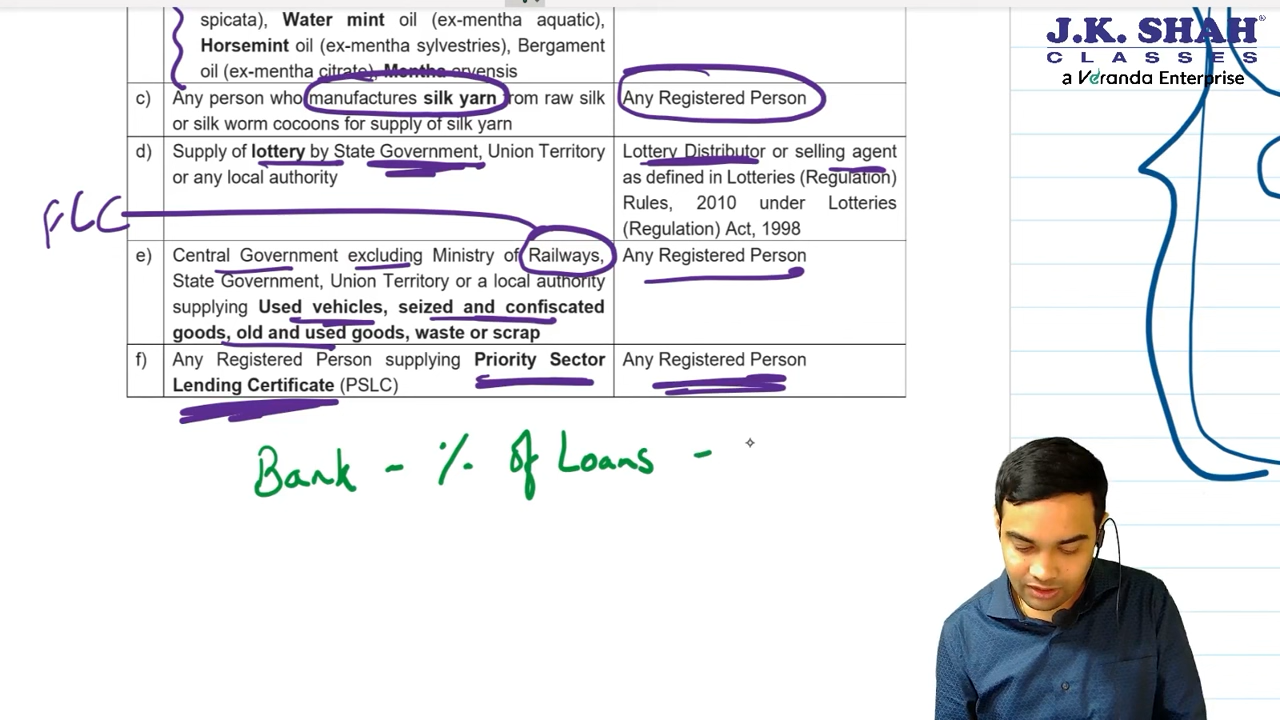 spicata), Water mint oil (ex-mentha aquatic),
Horsemint oil (ex-mentha sylvestries), Bergament
oil (ex-mentha citrate), Mentha arvensis
c) Any person who manufactures silk yarn from raw silk
or silk worm cocoons for supply of silk yarn
Any Registered Person
d) Supply of lottery by State Government, Union Territory
or any local authority
Lottery Distributor or selling agent
as defined in Lotteries (Regulation)
Rules, 2010 under Lotteries
(Regulation) Act, 1998
e) Central Government excluding Ministry of Railways,
State Government, Union Territory or a local authority
supplying Used vehicles, seized and confiscated
goods, old and used goods, waste or scrap
Any Registered Person
f) Any Registered Person supplying Priority Sector
Lending Certificate (PSLC)
Any Registered Person
Bank - % of Loans -
J.K. SHAH®
CLASSES
a Veranda Enterprise